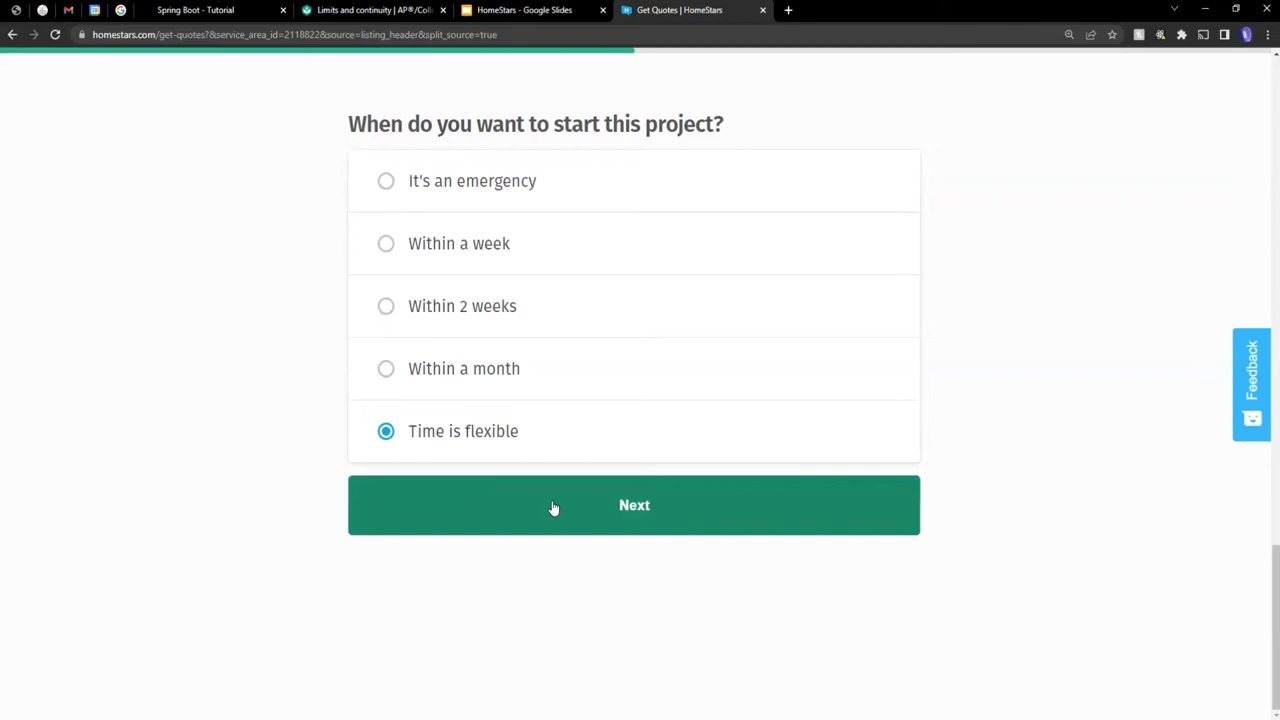 Spring Boot - Tutorial
Limits and continuity | AP®/Coll
HomeStars - Google Slides
Get Quotes | HomeStars
homestars.com/get-quotes?&service_area_id=2118822&source=listing_header&split_source=true
When do you want to start this project?
It's an emergency
Within a week
Within 2 weeks
Within a month
Time is flexible
Next
Feedback